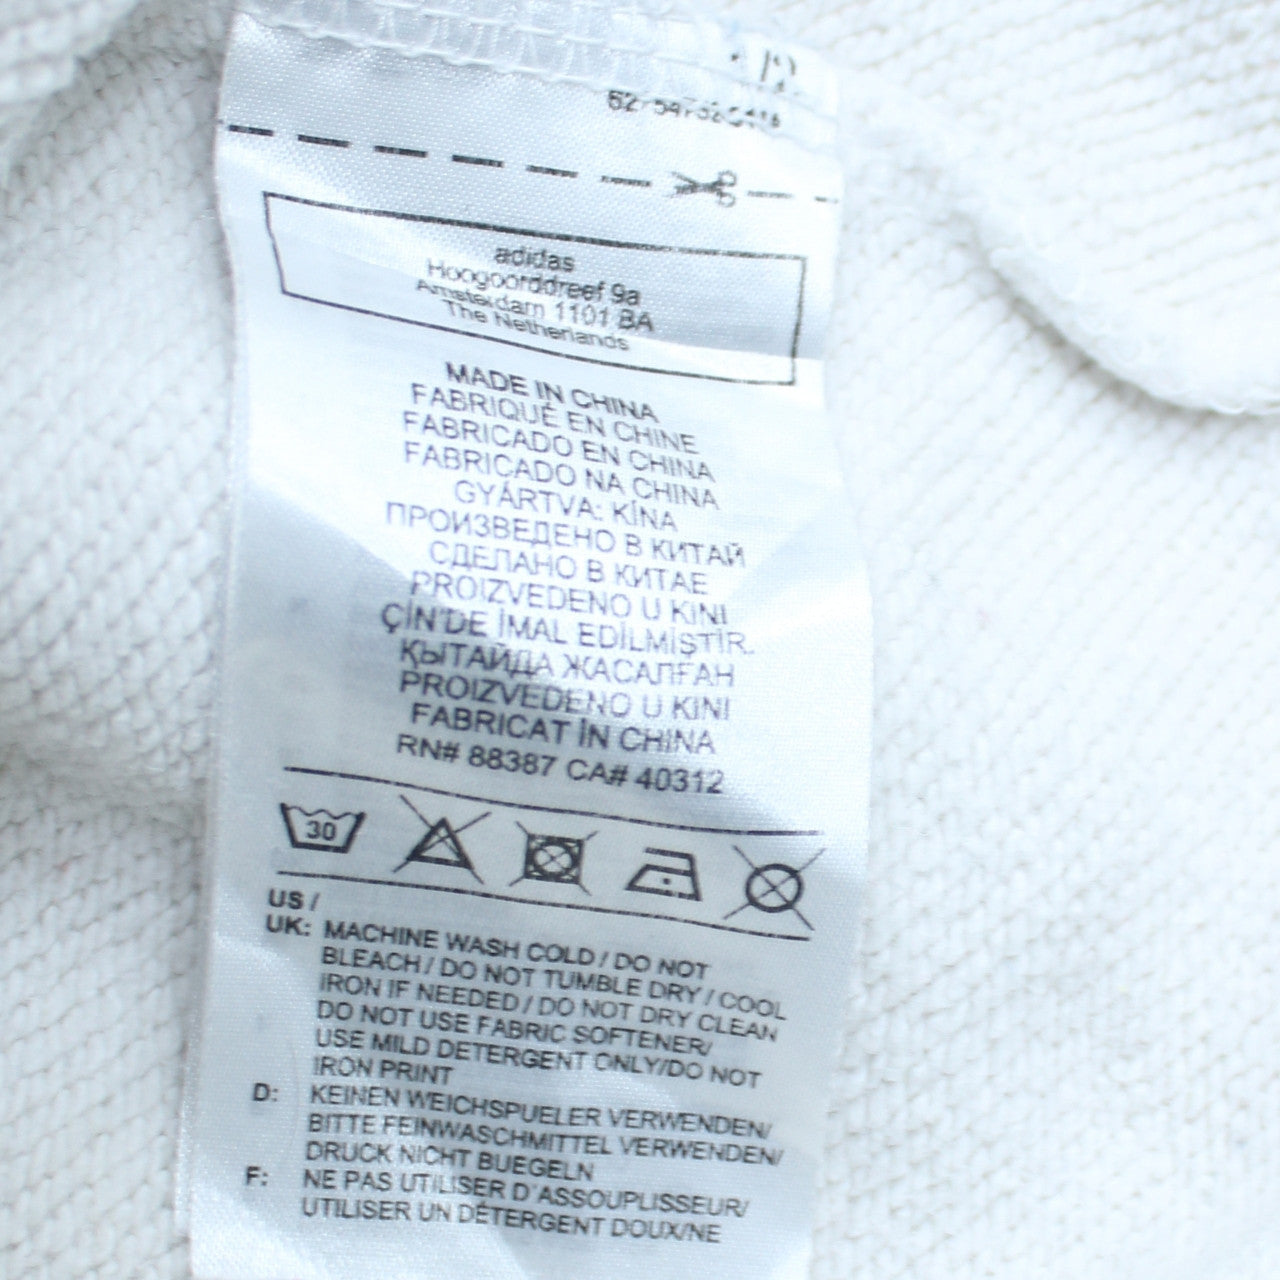 adidas
Hoogoorddreef 9a
Amsterdam 1101 BA
The Netherlands
MADE IN CHINA
FABRIQUÉ EN CHINE
FABRICADO EN CHINA
FABRICADO NA CHINA
GYÁRTVA: KÍNA
ПРОИЗВЕДЕНО В КИТАЙ
СДЕЛАНО В КИТАЕ
PROIZVEDENO U KINI
ÇİN'DE İMAL EDİLMİŞTİR.
ҚЫТАЙДА ЖАСАЛҒАН
PROIZVEDENO U KINI
FABRICAT ÎN CHINA
RN# 88387 CA# 40312
30
US /
UK: MACHINE WASH COLD / DO NOT
BLEACH / DO NOT TUMBLE DRY / COOL
IRON IF NEEDED / DO NOT DRY CLEAN
DO NOT USE FABRIC SOFTENER/
USE MILD DETERGENT ONLY/DO NOT
IRON PRINT
D: KEINEN WEICHSPUELER VERWENDEN/
BITTE FEINWASCHMITTEL VERWENDEN/
DRUCK NICHT BUEGELN
F: NE PAS UTILISER D'ASSOUPLISSEUR/
UTILISER UN DÉTERGENT DOUX/NE